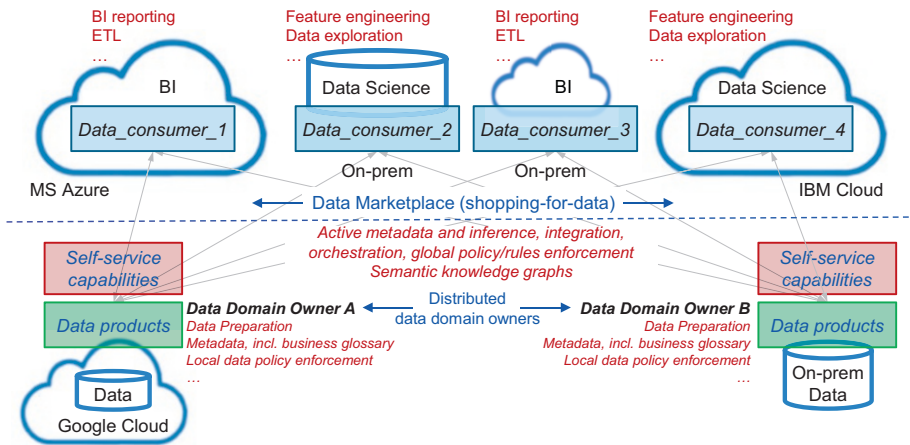 BI reporting
ETL
…
Feature engineering
Data exploration
…
BI reporting
ETL
…
Feature engineering
Data exploration
…
BI
Data Science
BI
Data Science
Data_consumer_1
Data_consumer_2
Data_consumer_3
Data_consumer_4
MS Azure
On-prem
On-prem
IBM Cloud
Data Marketplace (shopping-for-data)
Active metadata and inference, integration,
orchestration, global policy/rules enforcement
Semantic knowledge graphs
Self-service
capabilities
Self-service
capabilities
Data products
Data Domain Owner A
Data Preparation
Metadata, incl. business glossary
Local data policy enforcement
…
Distributed
data domain owners
Data Domain Owner B
Data Preparation
Metadata, incl. business glossary
Local data policy enforcement
…
Data products
Data
Google Cloud
On-prem
Data